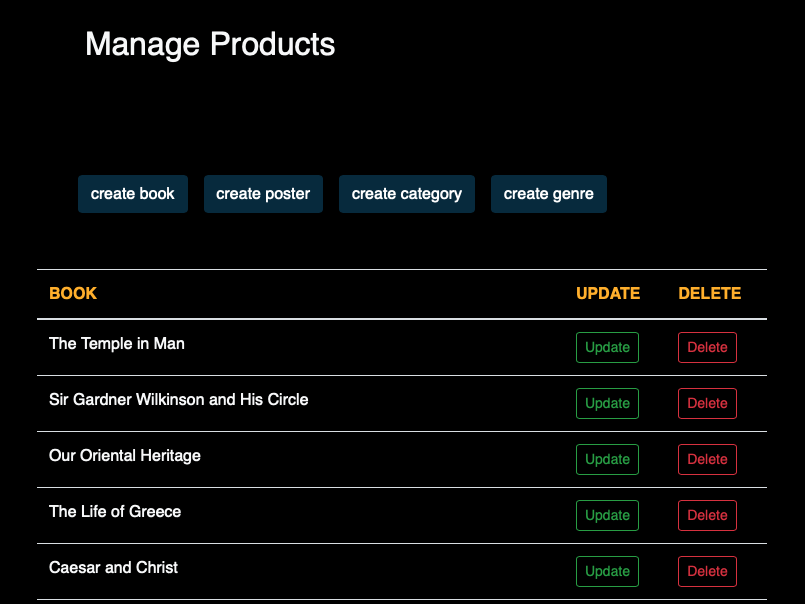 Manage Products
create book create poster create category create genre
BOOK UPDATE DELETE
The Temple in Man Update Delete
Sir Gardner Wilkinson and His Circle Update Delete
Our Oriental Heritage Update Delete
The Life of Greece Update Delete
Caesar and Christ Update Delete